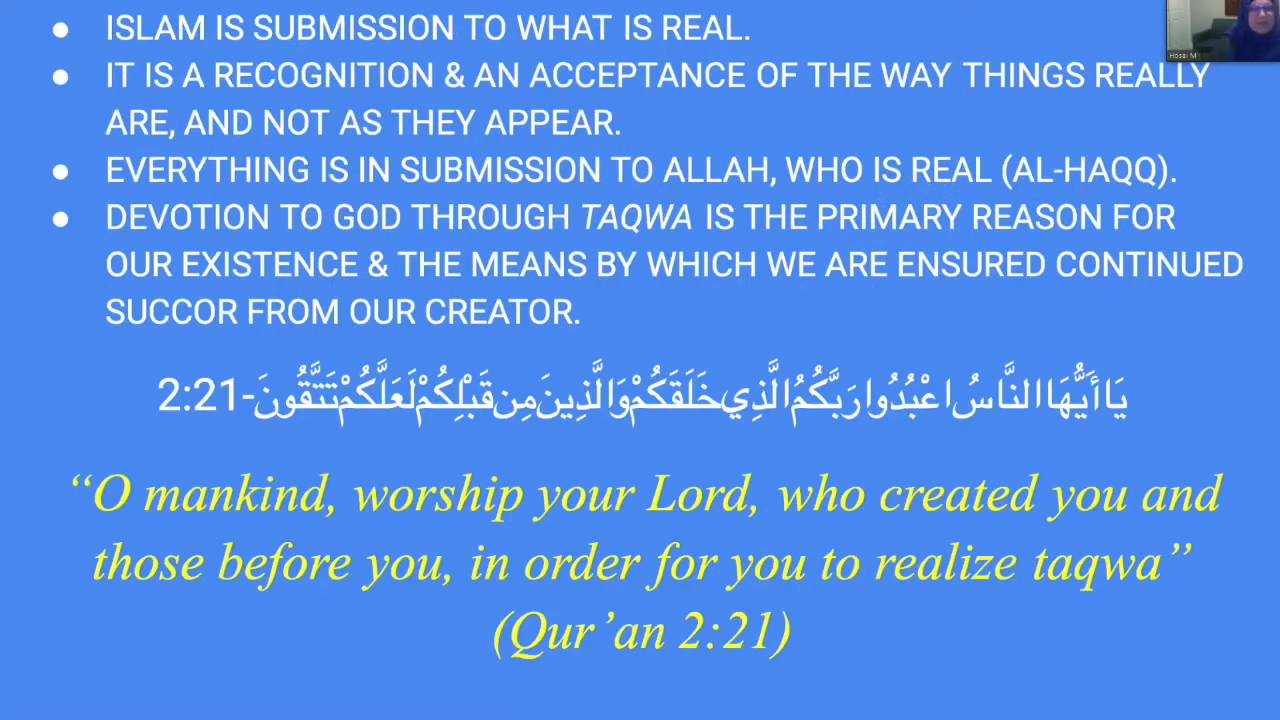 ● ISLAM IS SUBMISSION TO WHAT IS REAL.
● IT IS A RECOGNITION & AN ACCEPTANCE OF THE WAY THINGS REALLY
ARE, AND NOT AS THEY APPEAR.
● EVERYTHING IS IN SUBMISSION TO ALLAH, WHO IS REAL (AL-HAQQ).
● DEVOTION TO GOD THROUGH TAQWA IS THE PRIMARY REASON FOR
OUR EXISTENCE & THE MEANS BY WHICH WE ARE ENSURED CONTINUED
SUCCOR FROM OUR CREATOR.
يَا أَيُّهَا النَّاسُ اعْبُدُوا رَبَّكُمُ الَّذِي خَلَقَكُمْ وَالَّذِينَ مِن قَبْلِكُمْ لَعَلَّكُمْ تَتَّقُونَ-2:21
“O mankind, worship your Lord, who created you and
those before you, in order for you to realize taqwa”
(Qur’an 2:21)
Hosai M